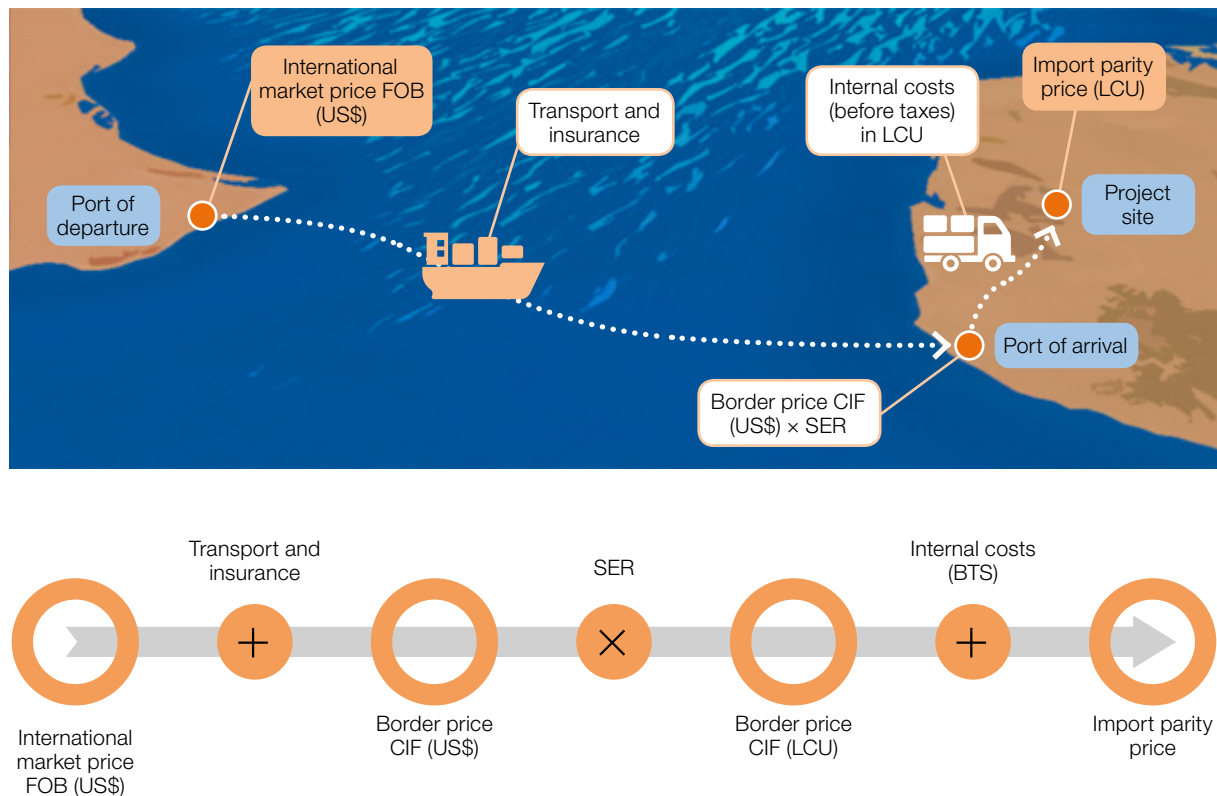 International
market price FOB
(US$)
Transport and
insurance
Internal costs
(before taxes)
in LCU
Import parity
price (LCU)
Port of
departure
Project
site
Port of arrival
Border price CIF
(US$) × SER
Transport and
insurance
SER
Internal costs
(BTS)
+
×
+
International
market price
FOB (US$)
Border price
CIF (US$)
Border price
CIF (LCU)
Import parity
price